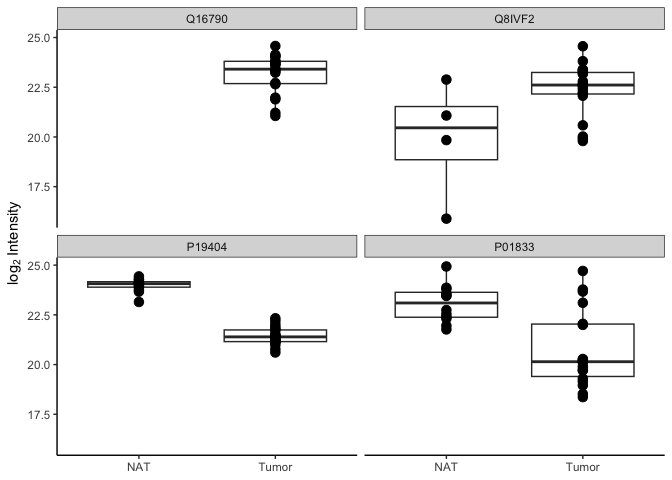 Q16790
Q8IVF2
25.0
22.5
20.0
17.5
log₂ Intensity
P19404
P01833
25.0
22.5
20.0
17.5
NAT
Tumor
NAT
Tumor